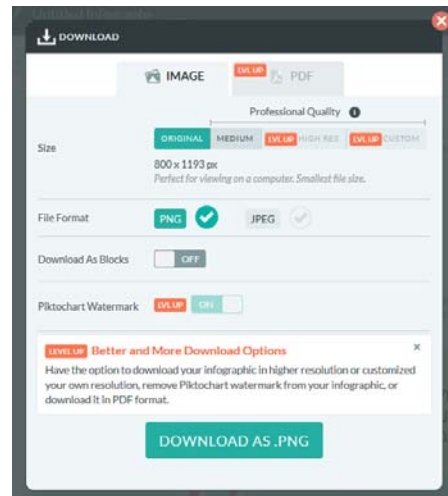 Untitled Infographic
DOWNLOAD
IMAGE
LVL UP PDF
Professional Quality
Size
ORIGINAL MEDIUM LVL UP HIGH RES LVL UP CUSTOM
800 x 1193 px
Perfect for viewing on a computer. Smallest file size.
File Format PNG JPEG
Download As Blocks OFF
Piktochart Watermark LVL UP ON
LEVEL UP Better and More Download Options
Have the option to download your infographic in higher resolution or customized
your own resolution, remove Piktochart watermark from your infographic, or
download it in PDF format.
DOWNLOAD AS .PNG